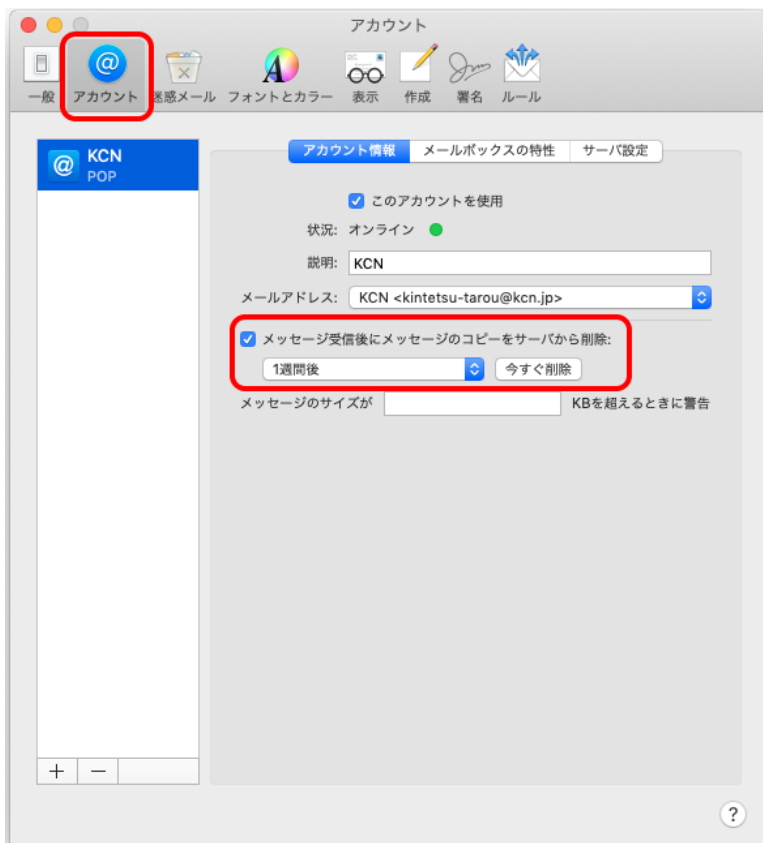 アカウント
一般 アカウント 迷惑メール フォントとカラー 表示 作成 署名 ルール
KCN
POP
アカウント情報 メールボックスの特性 サーバ設定
このアカウントを使用
状況: オンライン
説明: KCN
メールアドレス: KCN <kintetsu-tarou@kcn.jp>
メッセージ受信後にメッセージのコピーをサーバから削除:
1週間後 今すぐ削除
メッセージのサイズが KBを超えるときに警告
?